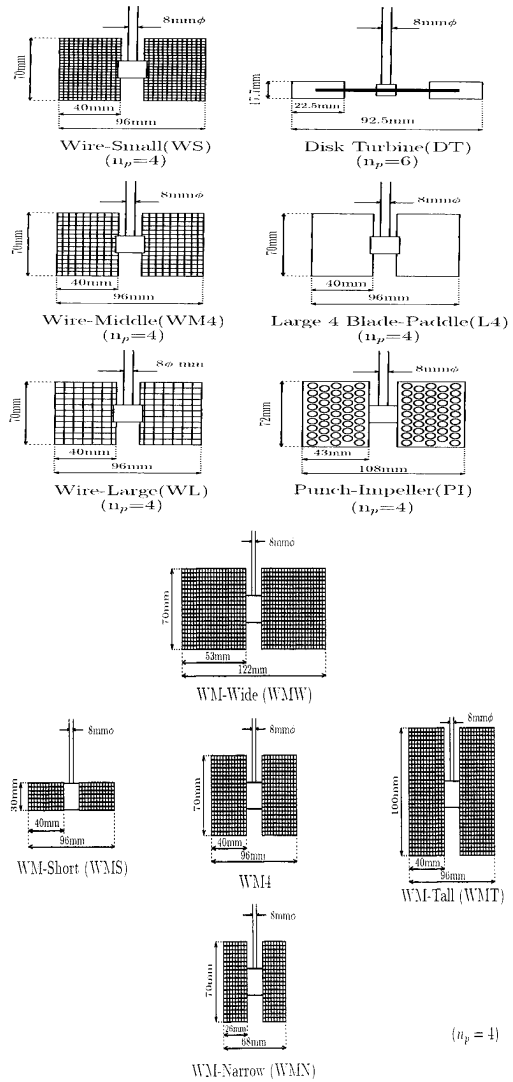 8mmφ
70mm
40mm
96mm
Wire-Small(WS)
(nₚ=4)
17.7mm
22.5mm
92.5mm
Disk Turbine(DT)
(nₚ=6)
8mmφ
70mm
40mm
96mm
Wire-Middle(WM4)
(nₚ=4)
8mmφ
70mm
40mm
96mm
Large 4 Blade-Paddle(L4)
(nₚ=4)
8φ mm
70mm
40mm
96mm
Wire-Large(WL)
(nₚ=4)
8mmφ
72mm
43mm
108mm
Punch-Impeller(PI)
(nₚ=4)
8mmφ
70mm
53mm
122mm
WM-Wide (WMW)
8mmφ
30mm
40mm
96mm
WM-Short (WMS)
8mmφ
70mm
40mm
96mm
WM4
8mmφ
100mm
40mm
96mm
WM-Tall (WMT)
8mmφ
70mm
26mm
68mm
WM-Narrow (WMN)
(nₚ = 4)